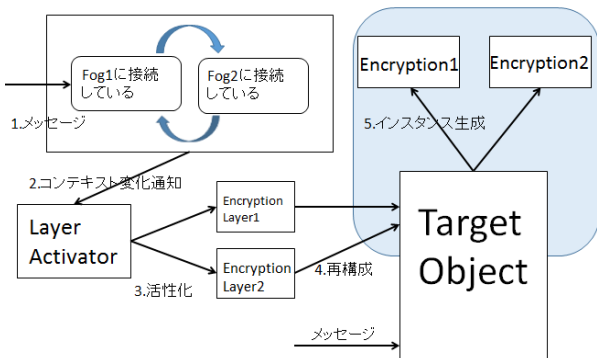 Fog1に接続
している
Fog2に接続
している
Encryption1
Encryption2
1.メッセージ
5.インスタンス生成
2.コンテキスト変化通知
Layer
Activator
Encryption
Layer1
Encryption
Layer2
3.活性化
4.再構成
Target
Object
メッセージ